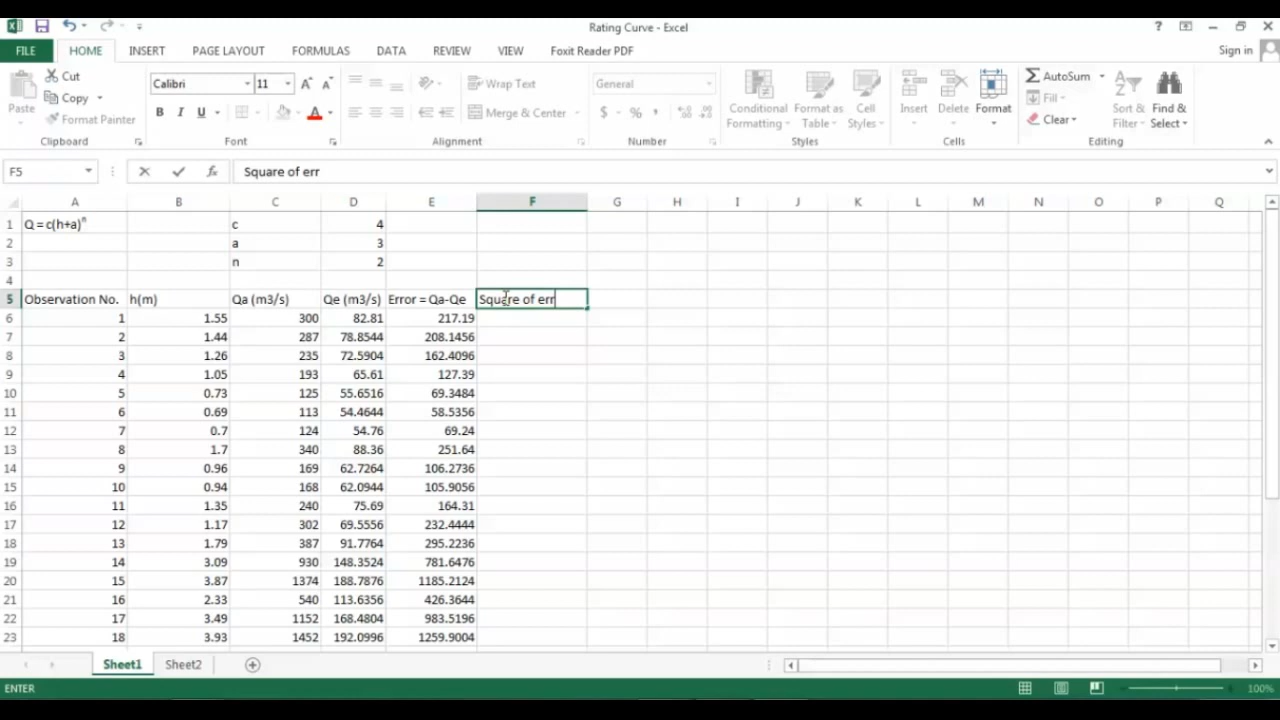 Rating Curve - Excel
FILE HOME INSERT PAGE LAYOUT FORMULAS DATA REVIEW VIEW Foxit Reader PDF Sign in
Paste Cut Copy Format Painter
Clipboard
Calibri 11
B I U
Font
Wrap Text
Merge & Center
Alignment
General
$ % ,
Number
Conditional Formatting Format as Table Cell Styles
Styles
Insert Delete Format
Cells
AutoSum
Fill
Clear
Sort & Filter Find & Select
Editing
F5 Square of err
A B C D E F G H I J K L M N O P Q
1 Q = c(h+a)ⁿ c 4
2 a 3
3 n 2
4
5 Observation No. h(m) Qa (m3/s) Qe (m3/s) Error = Qa-Qe Square of err
6 1 1.55 300 82.81 217.19
7 2 1.44 287 78.8544 208.1456
8 3 1.26 235 72.5904 162.4096
9 4 1.05 193 65.61 127.39
10 5 0.73 125 55.6516 69.3484
11 6 0.69 113 54.4644 58.5356
12 7 0.7 124 54.76 69.24
13 8 1.7 340 88.36 251.64
14 9 0.96 169 62.7264 106.2736
15 10 0.94 168 62.0944 105.9056
16 11 1.35 240 75.69 164.31
17 12 1.17 302 69.5556 232.4444
18 13 1.79 387 91.7764 295.2236
19 14 3.09 930 148.3524 781.6476
20 15 3.87 1374 188.7876 1185.2124
21 16 2.33 540 113.6356 426.3644
22 17 3.49 1152 168.4804 983.5196
23 18 3.93 1452 192.0996 1259.9004
Sheet1 Sheet2
ENTER 100%